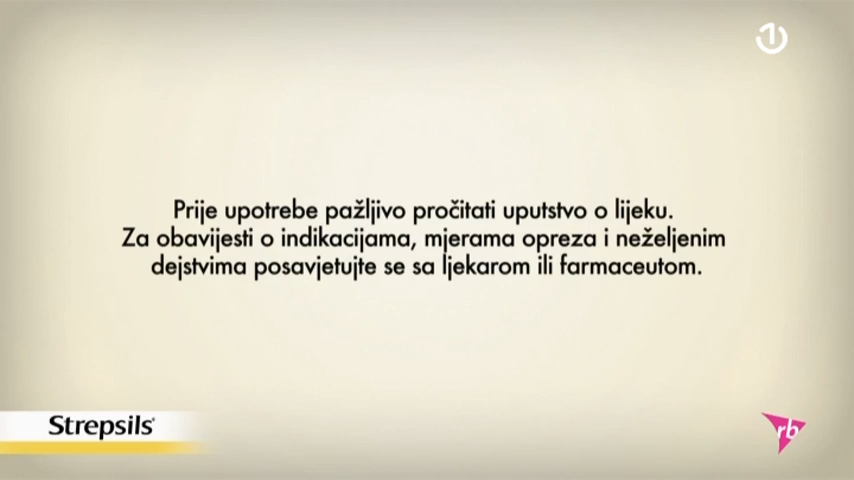 Prije upotrebe pažljivo pročitati uputstvo o lijeku.
Za obavijesti o indikacijama, mjerama opreza i neželjenim
dejstvima posavjetujte se sa ljekarom ili farmaceutom.
Strepsils®
rb